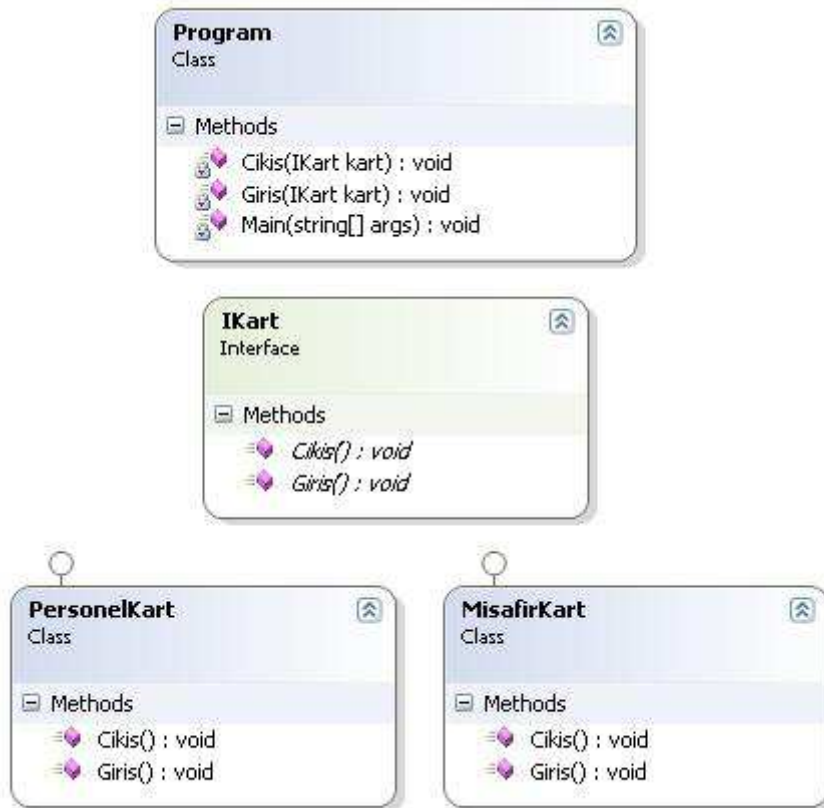 Program
Class
Methods
Cikis(IKart kart) : void
Giris(IKart kart) : void
Main(string[] args) : void
IKart
Interface
Methods
Cikis() : void
Giris() : void
PersonelKart
Class
Methods
Cikis() : void
Giris() : void
MisafirKart
Class
Methods
Cikis() : void
Giris() : void